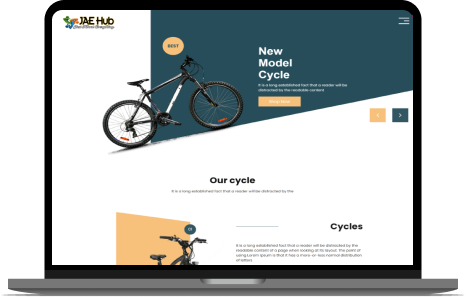 JAE Hub
BEST
New
Model
Cycle
It is a long established fact that a reader will be
distracted by the readable content
Shop Now
Our cycle
It is a long established fact that a reader will be distracted by the
Cycles
It is a long established fact that a reader will be distracted by the
readable content of a page when looking at its layout. The point of
using Lorem Ipsum is that it has a more-or-less normal distribution
of letters